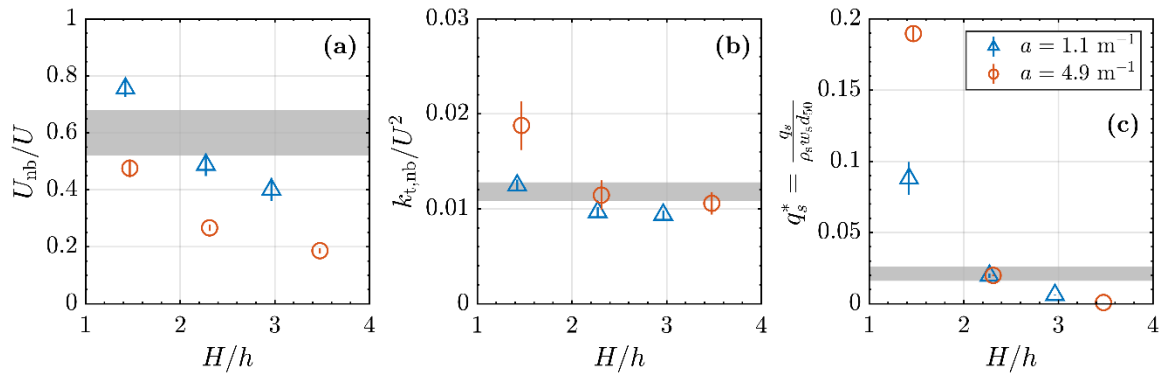 (a)
1
0.8
0.6
0.4
0.2
0
U_nb/U
1 2 3 4
H/h
(b)
0.03
0.02
0.01
0
k_t,nb/U²
1 2 3 4
H/h
(c)
a = 1.1 m⁻¹
a = 4.9 m⁻¹
0.2
0.15
0.1
0.05
0
q_s* = q_s / ρ_s w_s d_50
1 2 3 4
H/h